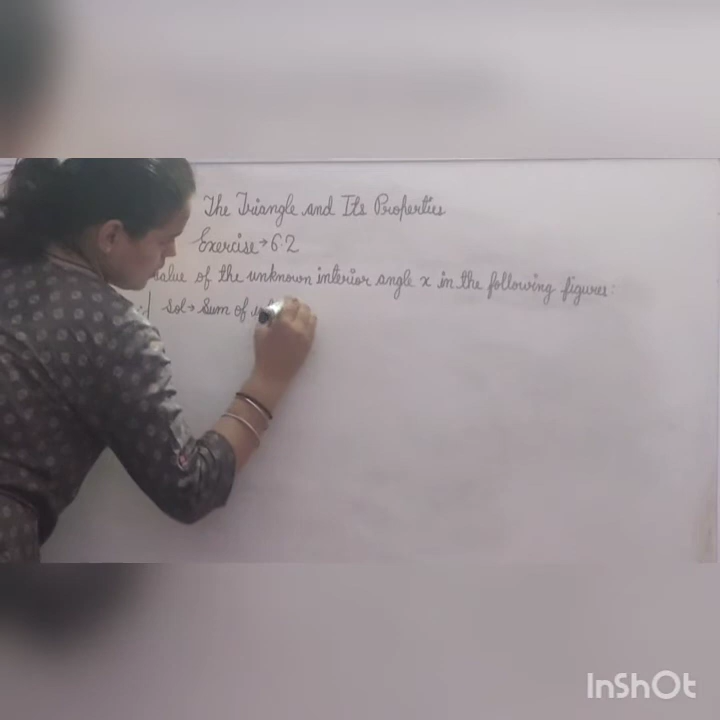 The Triangle and Its Properties
Exercise → 6.2
value of the unknown interior angle x in the following figures:
Sol → Sum of
InShOt